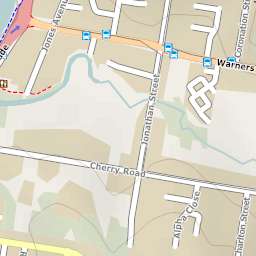 Jones Avenue
Coronation Street
Warners
Jonathan Street
Cherry Road
Alpha Close
Charlton Street